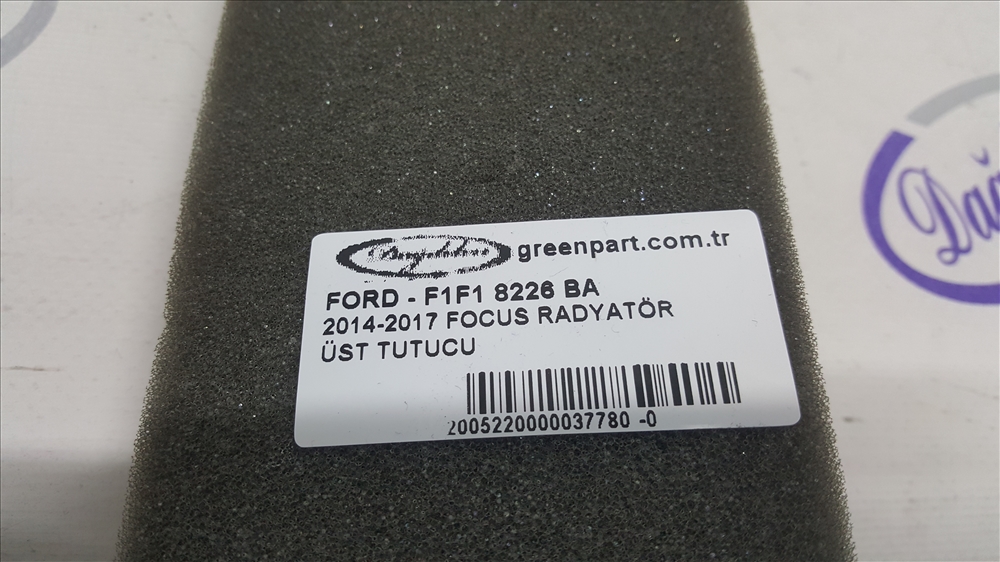 greenpart.com.tr
FORD - F1F1 8226 BA
2014-2017 FOCUS RADYATÖR
ÜST TUTUCU
2005220000037780 -0